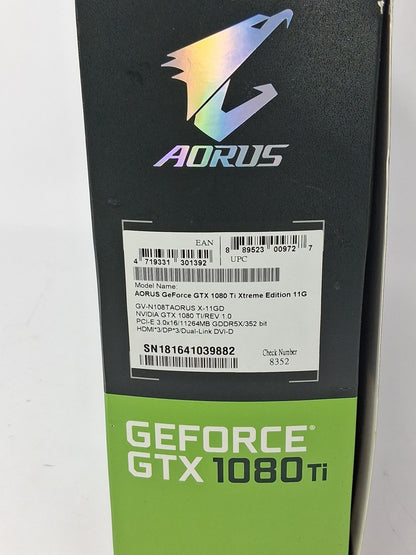 AORUS
EAN
4 719331 301392
8 89523 00972 7
UPC
Model Name:
AORUS GeForce GTX 1080 Ti Xtreme Edition 11G
GV-N108TAORUS X-11GD
NVIDIA GTX 1080 TI/REV 1.0
PCI-E 3.0x16/11264MB GDDR5X/352 bit
HDMI*3/DP*3/Dual-Link DVI-D
SN181641039882
Check Number
8352
GEFORCE®
GTX 1080 Ti